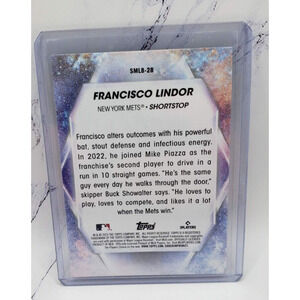 SMLB-28
FRANCISCO LINDOR
NEW YORK METS® • SHORTSTOP
Francisco alters outcomes with his powerful
bat, stout defense and infectious energy.
In 2022, he joined Mike Piazza as the
franchise's second player to drive in a
run in 10 straight games. "He's the same
guy every day he walks through the door,"
skipper Buck Showalter says. "He loves to
play, loves to compete, and likes it a lot
when the Mets win."
Topps
PLAYERS